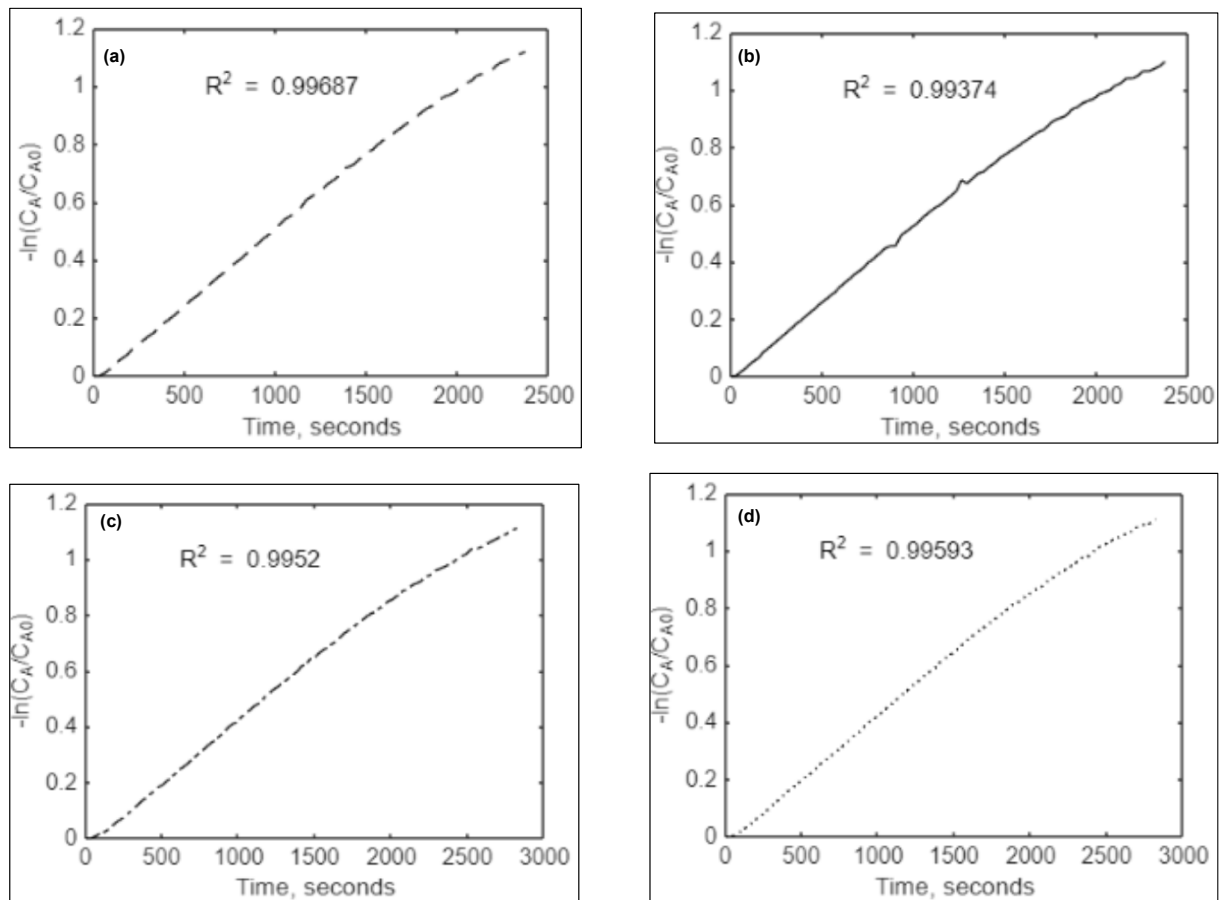 (a)
R² = 0.99687
-ln(C_A/C_A0)
1.2
1
0.8
0.6
0.4
0.2
0
0 500 1000 1500 2000 2500
Time, seconds
(b)
R² = 0.99374
-ln(C_A/C_A0)
1.2
1
0.8
0.6
0.4
0.2
0
0 500 1000 1500 2000 2500
Time, seconds
(c)
R² = 0.9952
-ln(C_A/C_A0)
1.2
1
0.8
0.6
0.4
0.2
0
0 500 1000 1500 2000 2500 3000
Time, seconds
(d)
R² = 0.99593
-ln(C_A/C_A0)
1.2
1
0.8
0.6
0.4
0.2
0
0 500 1000 1500 2000 2500 3000
Time, seconds